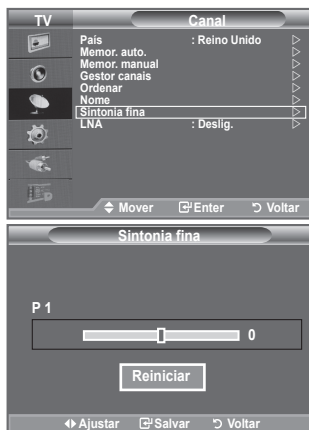 TV Canal
País : Reino Unido
Memor. auto.
Memor. manual
Gestor canais
Ordenar
Nome
Sintonia fina
LNA : Deslig.
Mover Enter Voltar
Sintonia fina
P 1
0
Reiniciar
Ajustar Salvar Voltar